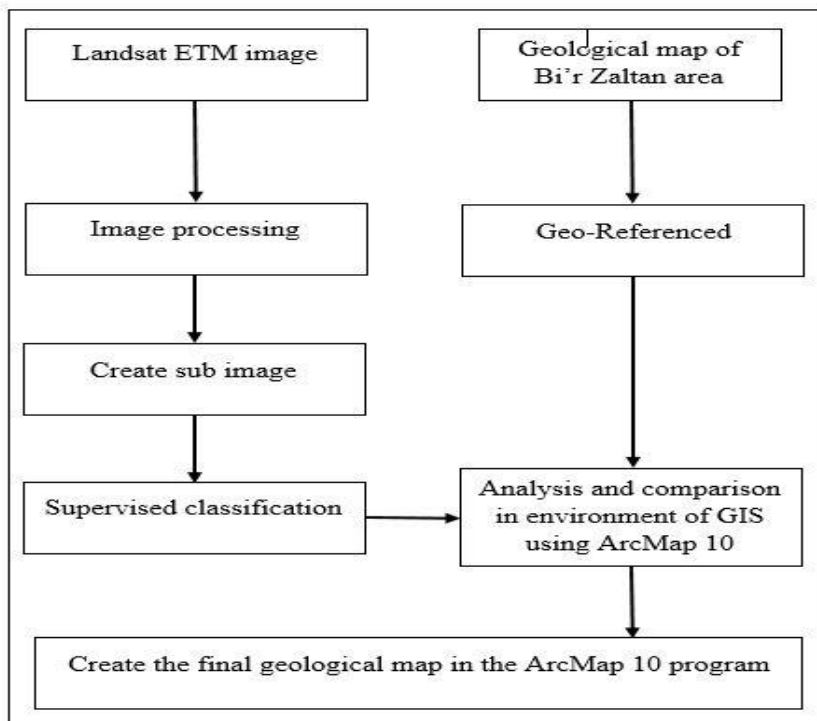 Landsat ETM image
Geological map of
Bi’r Zaltan area
Image processing
Geo-Referenced
Create sub image
Supervised classification
Analysis and comparison
in environment of GIS
using ArcMap 10
Create the final geological map in the ArcMap 10 program